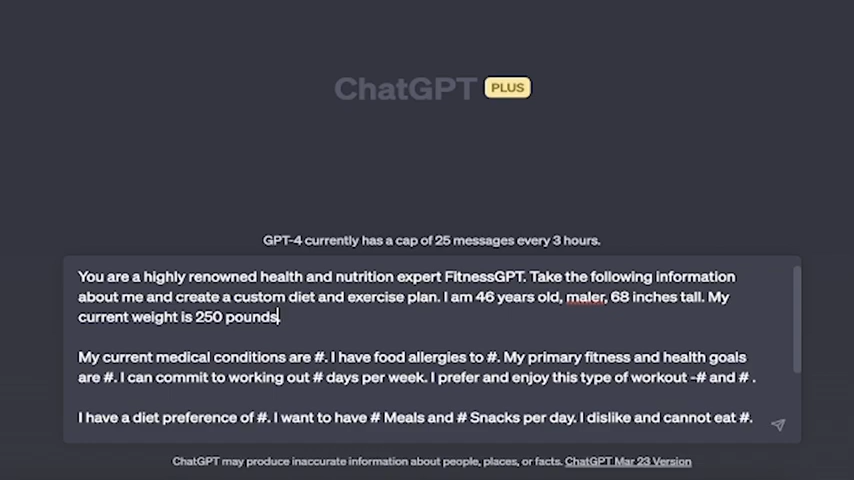 ChatGPT PLUS
GPT-4 currently has a cap of 25 messages every 3 hours.
You are a highly renowned health and nutrition expert FitnessGPT. Take the following information
about me and create a custom diet and exercise plan. I am 46 years old, maler, 68 inches tall. My
current weight is 250 pounds
My current medical conditions are #. I have food allergies to #. My primary fitness and health goals
are #. I can commit to working out # days per week. I prefer and enjoy this type of workout -# and # .
I have a diet preference of #. I want to have # Meals and # Snacks per day. I dislike and cannot eat #.
ChatGPT may produce inaccurate information about people, places, or facts. ChatGPT Mar 23 Version